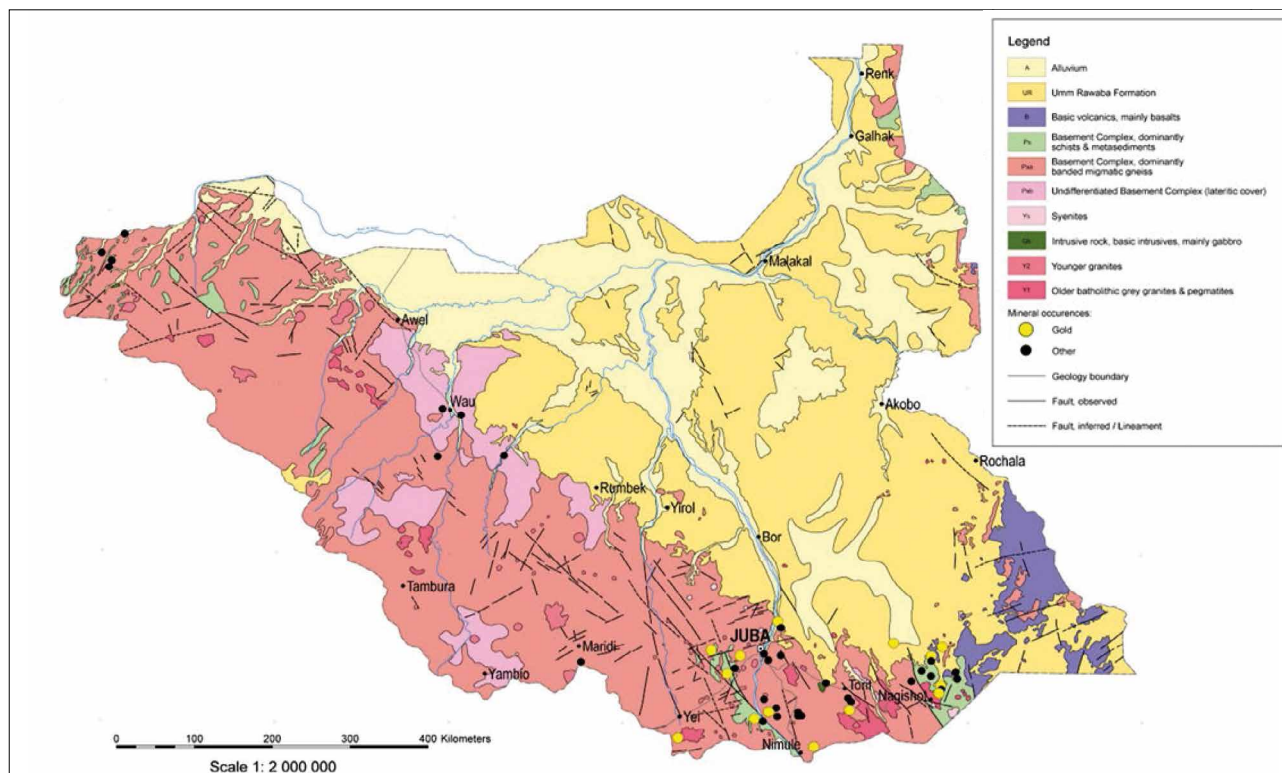 Legend
A Alluvium
UR Umm Rawaba Formation
B Basic volcanics, mainly basalts
Ps Basement Complex, dominantly
schists & metasediments
Basement Complex, dominantly
banded migmatic gneiss
Undifferentiated Basement Complex (lateritic cover)
Syenites
Intrusive rock, basic intrusives, mainly gabbro
Y2 Younger granites
Y1 Older batholithic grey granites & pegmatites
Mineral occurences:
Gold
Other
Geology boundary
Fault, observed
Fault, inferred / Lineament
Renk
Galhak
Malakal
Awel
Wau
Akobo
Rochala
Rumbek
Yirol
Bor
Tambura
JUBA
Maridi
Yambio
Torit
Nagishot
Yei
Nimule
0 100 200 300 400 Kilometers
Scale 1: 2 000 000